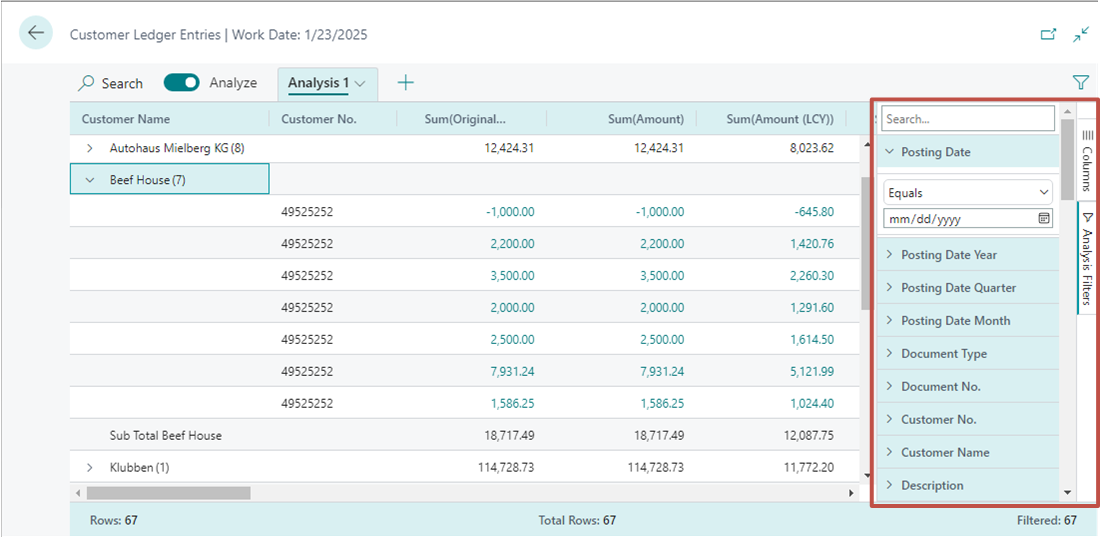 Customer Ledger Entries | Work Date: 1/23/2025
Search Analyze Analysis 1
Customer Name Customer No. Sum(Original... Sum(Amount) Sum(Amount (LCY))
Autohaus Mielberg KG (8) 12,424.31 12,424.31 8,023.62
Beef House (7)
49525252 -1,000.00 -1,000.00 -645.80
49525252 2,200.00 2,200.00 1,420.76
49525252 3,500.00 3,500.00 2,260.30
49525252 2,000.00 2,000.00 1,291.60
49525252 2,500.00 2,500.00 1,614.50
49525252 7,931.24 7,931.24 5,121.99
49525252 1,586.25 1,586.25 1,024.40
Sub Total Beef House 18,717.49 18,717.49 12,087.75
Klubben (1) 114,728.73 114,728.73 11,772.20
Search...
Posting Date
Equals
mm/dd/yyyy
Posting Date Year
Posting Date Quarter
Posting Date Month
Document Type
Document No.
Customer No.
Customer Name
Description
Columns
Analysis Filters
Rows: 67 Total Rows: 67 Filtered: 67